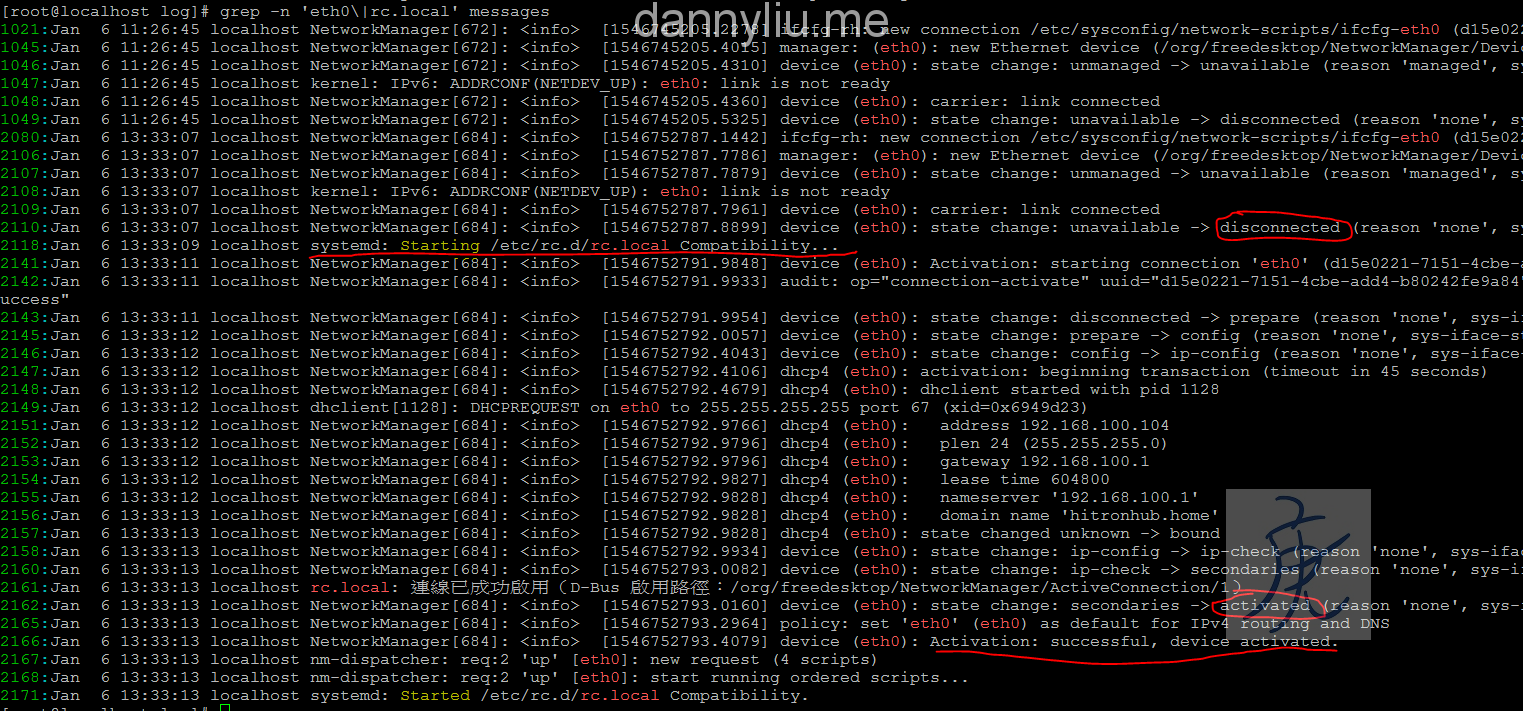 dannyliu.me
[root@localhost log]# grep -n 'eth0\|rc.local' messages
1021:Jan  6 11:26:45 localhost NetworkManager[672]: <info>  [1546745205.2278] ifcfg-rh: new connection /etc/sysconfig/network-scripts/ifcfg-eth0 (d15e022
1045:Jan  6 11:26:45 localhost NetworkManager[672]: <info>  [1546745205.4015] manager: (eth0): new Ethernet device (/org/freedesktop/NetworkManager/Devic
1046:Jan  6 11:26:45 localhost NetworkManager[672]: <info>  [1546745205.4310] device (eth0): state change: unmanaged -> unavailable (reason 'managed', sy
1047:Jan  6 11:26:45 localhost kernel: IPv6: ADDRCONF(NETDEV_UP): eth0: link is not ready
1048:Jan  6 11:26:45 localhost NetworkManager[672]: <info>  [1546745205.4360] device (eth0): carrier: link connected
1049:Jan  6 11:26:45 localhost NetworkManager[672]: <info>  [1546745205.5325] device (eth0): state change: unavailable -> disconnected (reason 'none', sy
2080:Jan  6 13:33:07 localhost NetworkManager[684]: <info>  [1546752787.1442] ifcfg-rh: new connection /etc/sysconfig/network-scripts/ifcfg-eth0 (d15e022
2106:Jan  6 13:33:07 localhost NetworkManager[684]: <info>  [1546752787.7786] manager: (eth0): new Ethernet device (/org/freedesktop/NetworkManager/Devic
2107:Jan  6 13:33:07 localhost NetworkManager[684]: <info>  [1546752787.7879] device (eth0): state change: unmanaged -> unavailable (reason 'managed', sy
2108:Jan  6 13:33:07 localhost kernel: IPv6: ADDRCONF(NETDEV_UP): eth0: link is not ready
2109:Jan  6 13:33:07 localhost NetworkManager[684]: <info>  [1546752787.7961] device (eth0): carrier: link connected
2110:Jan  6 13:33:07 localhost NetworkManager[684]: <info>  [1546752787.8899] device (eth0): state change: unavailable -> disconnected (reason 'none', sy
2118:Jan  6 13:33:09 localhost systemd: Starting /etc/rc.d/rc.local Compatibility...
2141:Jan  6 13:33:11 localhost NetworkManager[684]: <info>  [1546752791.9848] device (eth0): Activation: starting connection 'eth0' (d15e0221-7151-4cbe-a
2142:Jan  6 13:33:11 localhost NetworkManager[684]: <info>  [1546752791.9933] audit: op="connection-activate" uuid="d15e0221-7151-4cbe-add4-b80242fe9a84"
uccess"
2143:Jan  6 13:33:11 localhost NetworkManager[684]: <info>  [1546752791.9954] device (eth0): state change: disconnected -> prepare (reason 'none', sys-if
2145:Jan  6 13:33:12 localhost NetworkManager[684]: <info>  [1546752792.0057] device (eth0): state change: prepare -> config (reason 'none', sys-iface-st
2146:Jan  6 13:33:12 localhost NetworkManager[684]: <info>  [1546752792.4043] device (eth0): state change: config -> ip-config (reason 'none', sys-iface-
2147:Jan  6 13:33:12 localhost NetworkManager[684]: <info>  [1546752792.4106] dhcp4 (eth0): activation: beginning transaction (timeout in 45 seconds)
2148:Jan  6 13:33:12 localhost NetworkManager[684]: <info>  [1546752792.4679] dhcp4 (eth0): dhclient started with pid 1128
2149:Jan  6 13:33:12 localhost dhclient[1128]: DHCPREQUEST on eth0 to 255.255.255.255 port 67 (xid=0x6949d23)
2151:Jan  6 13:33:12 localhost NetworkManager[684]: <info>  [1546752792.9766] dhcp4 (eth0):   address 192.168.100.104
2152:Jan  6 13:33:12 localhost NetworkManager[684]: <info>  [1546752792.9796] dhcp4 (eth0):   plen 24 (255.255.255.0)
2153:Jan  6 13:33:12 localhost NetworkManager[684]: <info>  [1546752792.9796] dhcp4 (eth0):   gateway 192.168.100.1
2154:Jan  6 13:33:12 localhost NetworkManager[684]: <info>  [1546752792.9827] dhcp4 (eth0):   lease time 604800
2155:Jan  6 13:33:12 localhost NetworkManager[684]: <info>  [1546752792.9828] dhcp4 (eth0):   nameserver '192.168.100.1'
2156:Jan  6 13:33:13 localhost NetworkManager[684]: <info>  [1546752792.9828] dhcp4 (eth0):   domain name 'hitronhub.home'
2157:Jan  6 13:33:13 localhost NetworkManager[684]: <info>  [1546752792.9828] dhcp4 (eth0): state changed unknown -> bound
2158:Jan  6 13:33:13 localhost NetworkManager[684]: <info>  [1546752792.9934] device (eth0): state change: ip-config -> ip-check (reason 'none', sys-ifac
2160:Jan  6 13:33:13 localhost NetworkManager[684]: <info>  [1546752793.0082] device (eth0): state change: ip-check -> secondaries (reason 'none', sys-if
2161:Jan  6 13:33:13 localhost rc.local: 連線已成功啟用（D-Bus 啟用路徑：/org/freedesktop/NetworkManager/ActiveConnection/1）
2162:Jan  6 13:33:13 localhost NetworkManager[684]: <info>  [1546752793.0160] device (eth0): state change: secondaries -> activated (reason 'none', sys-i
2165:Jan  6 13:33:13 localhost NetworkManager[684]: <info>  [1546752793.2964] policy: set 'eth0' (eth0) as default for IPv4 routing and DNS
2166:Jan  6 13:33:13 localhost NetworkManager[684]: <info>  [1546752793.4079] device (eth0): Activation: successful, device activated.
2167:Jan  6 13:33:13 localhost nm-dispatcher: req:2 'up' [eth0]: new request (4 scripts)
2168:Jan  6 13:33:13 localhost nm-dispatcher: req:2 'up' [eth0]: start running ordered scripts...
2171:Jan  6 13:33:13 localhost systemd: Started /etc/rc.d/rc.local Compatibility.